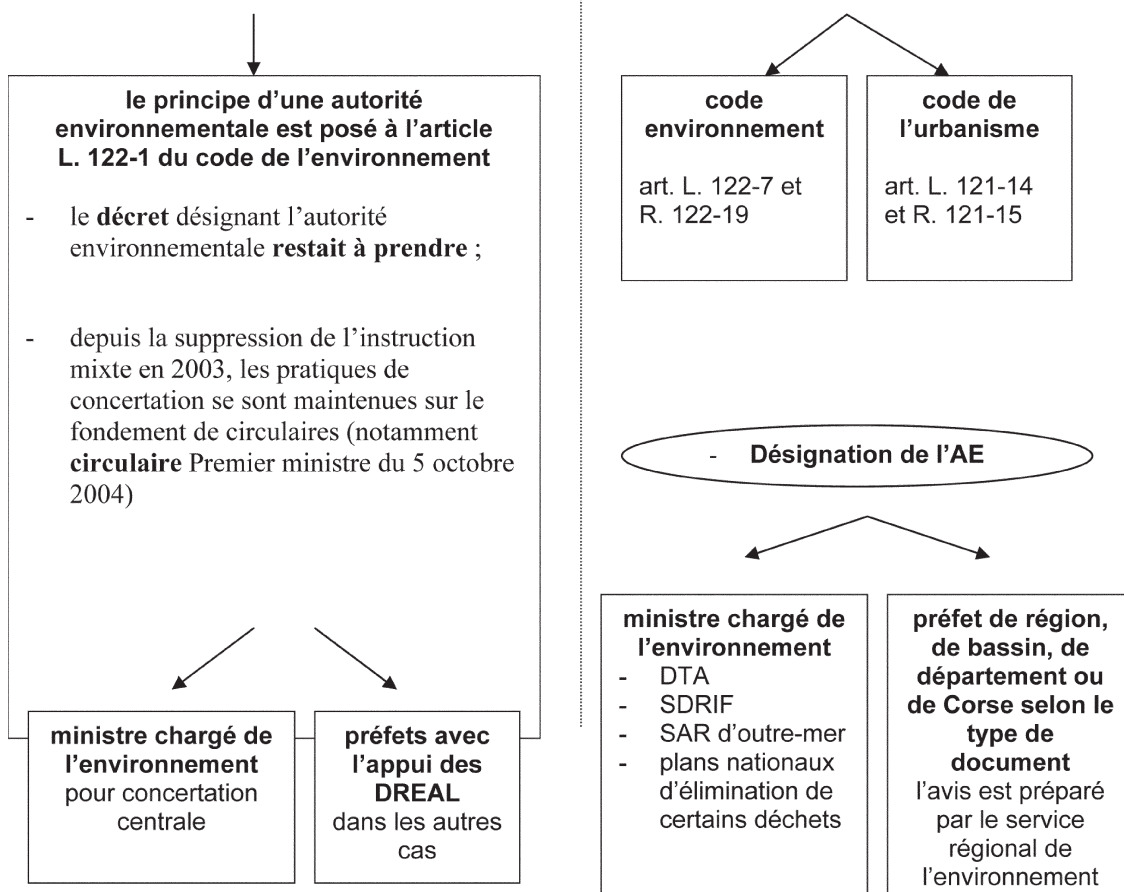 le principe d'une autorité
environnementale est posé à l'article
L. 122-1 du code de l'environnement
- le décret désignant l'autorité
environnementale restait à prendre ;
- depuis la suppression de l'instruction
mixte en 2003, les pratiques de
concertation se sont maintenues sur le
fondement de circulaires (notamment
circulaire Premier ministre du 5 octobre
2004)
ministre chargé de
l'environnement
pour concertation
centrale
préfets avec
l'appui des
DREAL
dans les autres
cas
code
environnement
art. L. 122-7 et
R. 122-19
code de
l'urbanisme
art. L. 121-14
et R. 121-15
- Désignation de l'AE
ministre chargé de
l'environnement
- DTA
- SDRIF
- SAR d'outre-mer
- plans nationaux
d'élimination de
certains déchets
préfet de région,
de bassin, de
département ou
de Corse selon le
type de
document
l'avis est préparé
par le service
régional de
l'environnement